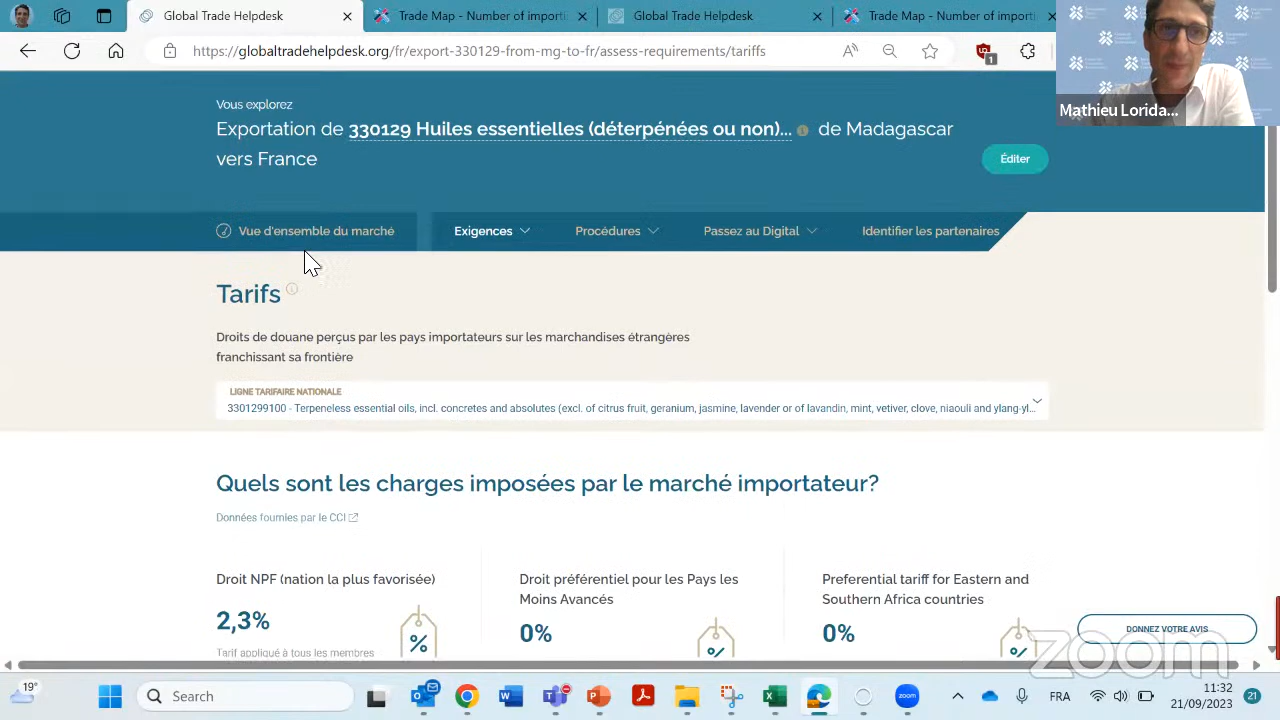 Global Trade Helpdesk
Trade Map - Number of importi
Global Trade Helpdesk
Trade Map - Number of importi
https://globaltradehelpdesk.org/fr/export-330129-from-mg-to-fr/assess-requirements/tariffs
1
Mathieu Lorida...
Vous explorez
Exportation de 330129 Huiles essentielles (déterpénées ou non)... de Madagascar
vers France
Éditer
Vue d'ensemble du marché
Exigences
Procédures
Passez au Digital
Identifier les partenaires
Tarifs
Droits de douane perçus par les pays importateurs sur les marchandises étrangères
franchissant sa frontière
LIGNE TARIFAIRE NATIONALE
3301299100 - Terpeneless essential oils, incl. concretes and absolutes (excl. of citrus fruit, geranium, jasmine, lavender or of lavandin, mint, vetiver, clove, niaouli and ylang-yl...
Quels sont les charges imposées par le marché importateur?
Données fournies par le CCI
Droit NPF (nation la plus favorisée)
2,3%
Tarif appliqué à tous les membres
Droit préférentiel pour les Pays les
Moins Avancés
0%
Preferential tariff for Eastern and
Southern Africa countries
0%
DONNEZ VOTRE AVIS
zoom
19°
Search
zoom
FRA
11:32
21/09/2023
21